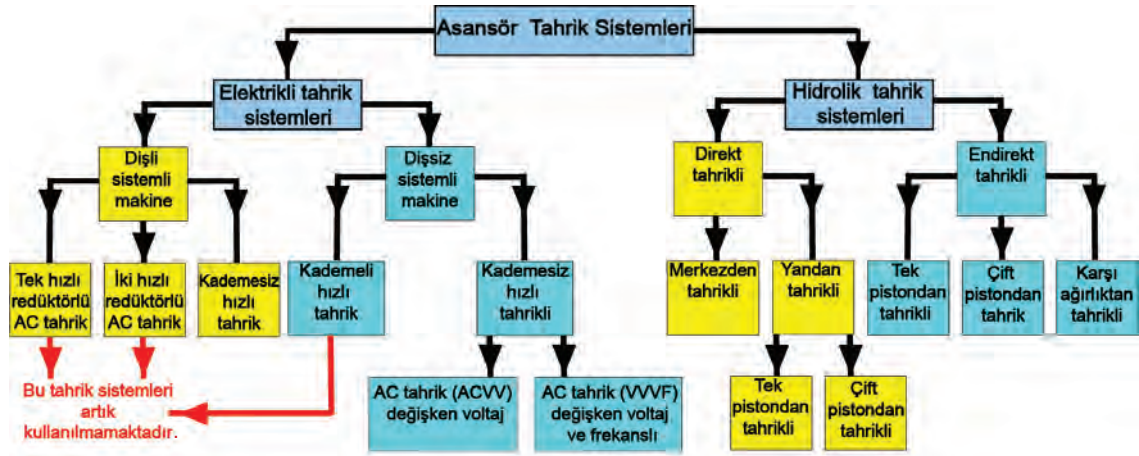 Asansör Tahrik Sistemleri
Elektrikli tahrik
sistemleri
Hidrolik tahrik
sistemleri
Dişli
sistemli
makine
Dişsiz
sistemli
makine
Direkt
tahrikli
Endirekt
tahrikli
Tek hızlı
redüktörlü
AC tahrik
İki hızlı
redüktörlü
AC tahrik
Kademesiz
hızlı
tahrik
Kademeli
hızlı
tahrik
Kademesiz
hızlı
tahrikli
Merkezden
tahrikli
Yandan
tahrikli
Tek
pistondan
tahrikli
Çift
pistondan
tahrik
Karşı
ağırlıktan
tahrikli
Bu tahrik sistemleri
artık
kullanılmamaktadır.
AC tahrik (ACVV)
değişken voltaj
AC tahrik (VVVF)
değişken voltaj
ve frekanslı
Tek
pistondan
tahrikli
Çift
pistondan
tahrikli